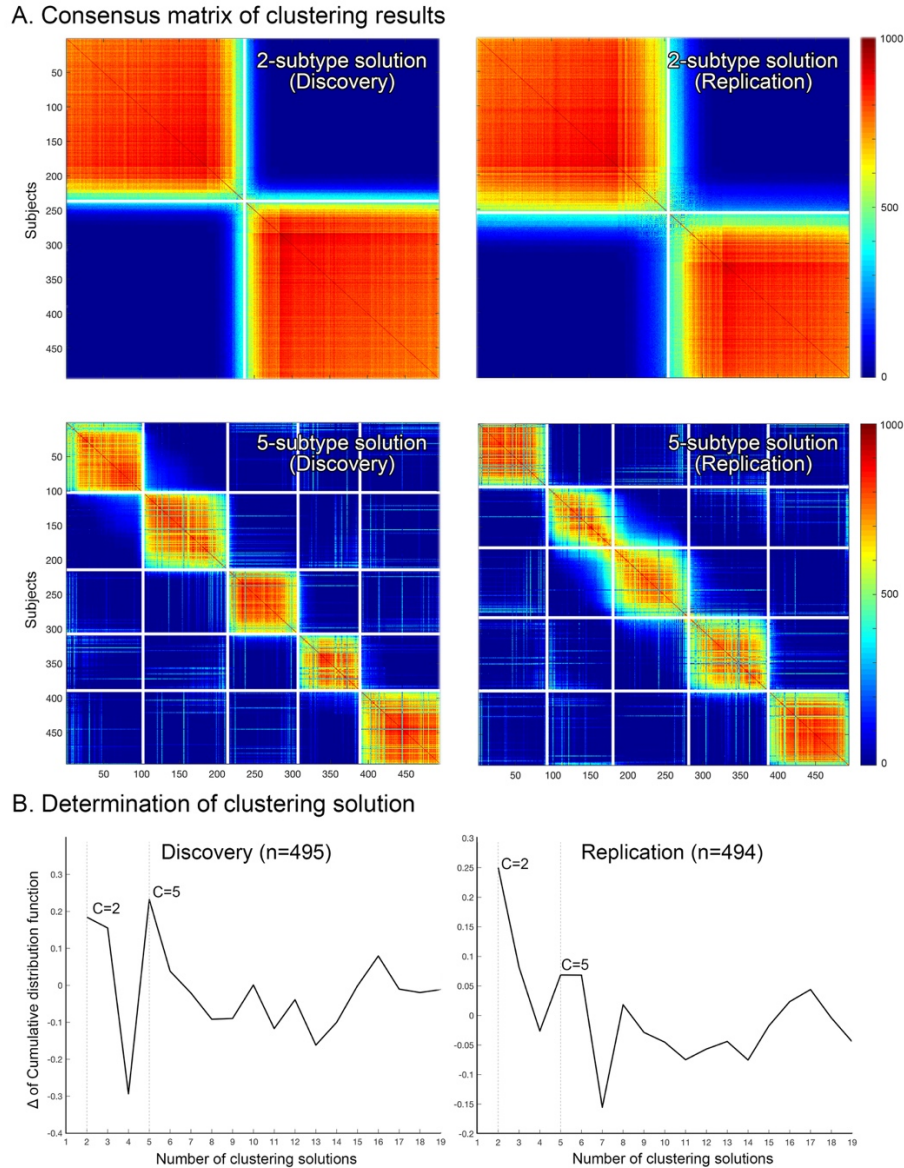 A. Consensus matrix of clustering results
2-subtype solution
(Discovery)
50
100
150
200
250
300
350
400
450
Subjects
2-subtype solution
(Replication)
1000
500
0
5-subtype solution
(Discovery)
50
100
150
200
250
300
350
400
450
Subjects
50 100 150 200 250 300 350 400 450
5-subtype solution
(Replication)
50 100 150 200 250 300 350 400 450
1000
500
0
B. Determination of clustering solution
Discovery (n=495)
C=2
C=5
0.3
0.2
0.1
0
-0.1
-0.2
-0.3
-0.4
Δ of Cumulative distribution function
1 2 3 4 5 6 7 8 9 10 11 12 13 14 15 16 17 18 19
Number of clustering solutions
Replication (n=494)
C=2
C=5
0.3
0.25
0.2
0.15
0.1
0.05
0
-0.05
-0.1
-0.15
-0.2
1 2 3 4 5 6 7 8 9 10 11 12 13 14 15 16 17 18 19
Number of clustering solutions